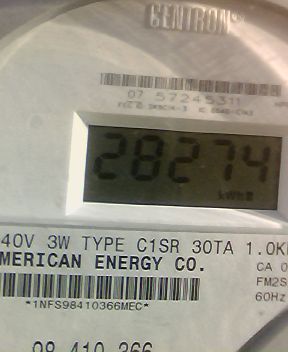 CENTRON
07 57245311
28274
kWh
40V 3W TYPE C1SR 30TA 1.0K
MERICAN ENERGY CO.
CA 0
FM2S
60Hz
*1NFS98410366MEC*
98 410 366